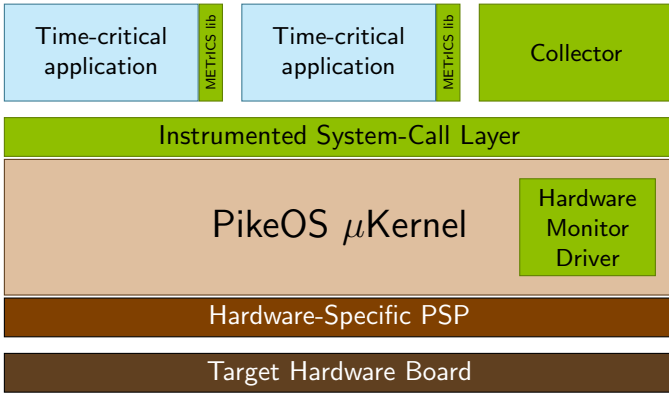 Time-critical
application
METrICS lib
Time-critical
application
METrICS lib
Collector
Instrumented System-Call Layer
PikeOS μKernel
Hardware
Monitor
Driver
Hardware-Specific PSP
Target Hardware Board